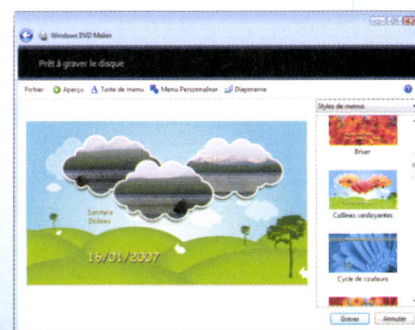 Windows DVD Maker
Prêt à graver le disque
Fichier Aperçu Texte de menu Menu Personnaliser Diaporama
Styles de menus
Briser
Collines verdoyantes
16/01/2007
Cycle de couleurs
Graver Annuler